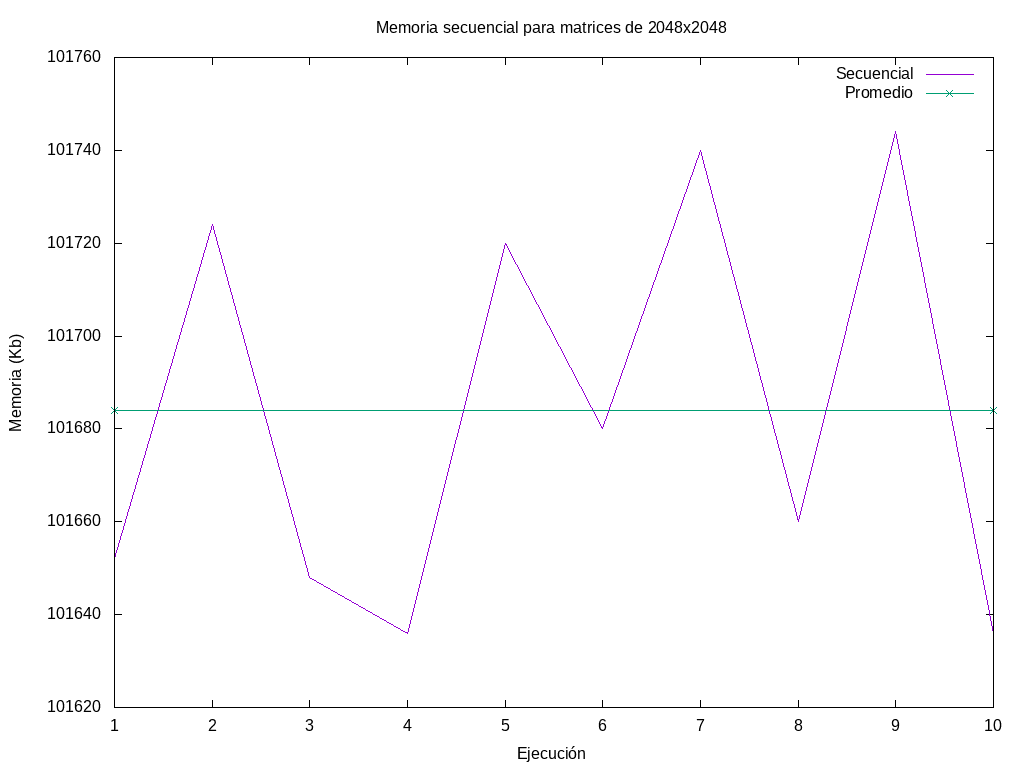 Memoria secuencial para matrices de 2048x2048
101760
101740
101720
101700
101680
101660
101640
101620
Memoria (Kb)
Secuencial
Promedio
1 2 3 4 5 6 7 8 9 10
Ejecución